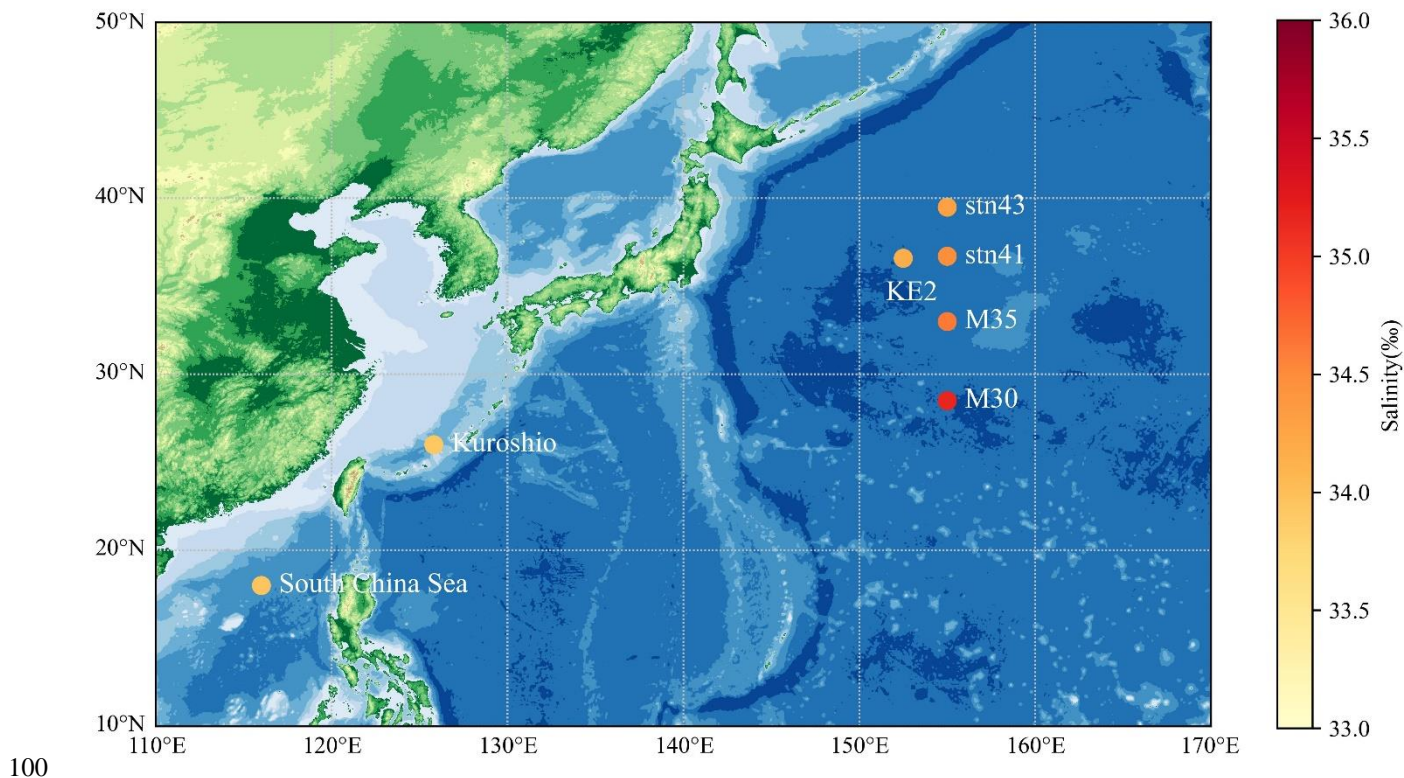 50°N
40°N
30°N
20°N
10°N
110°E 120°E 130°E 140°E 150°E 160°E 170°E
stn43
stn41
KE2
M35
M30
Kuroshio
South China Sea
36.0
35.5
35.0
34.5
34.0
33.5
33.0
Salinity(‰)
100